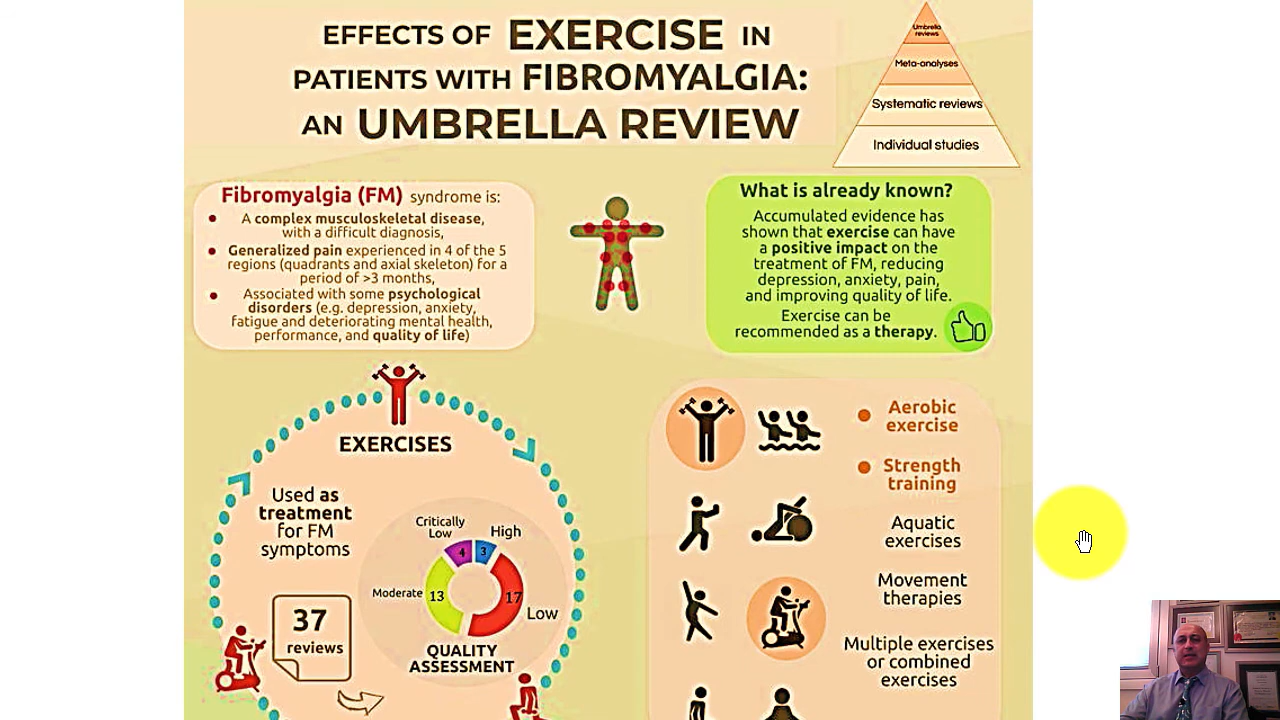 EFFECTS OF EXERCISE IN
PATIENTS WITH FIBROMYALGIA:
AN UMBRELLA REVIEW
Umbrella
reviews
Meta-analyses
Systematic reviews
Individual studies
Fibromyalgia (FM) syndrome is:
• A complex musculoskeletal disease,
with a difficult diagnosis,
• Generalized pain experienced in 4 of the 5
regions (quadrants and axial skeleton) for a
period of >3 months,
• Associated with some psychological
disorders (e.g. depression, anxiety,
fatigue and deteriorating mental health,
performance, and quality of life)
What is already known?
Accumulated evidence has
shown that exercise can have
a positive impact on the
treatment of FM, reducing
depression, anxiety, pain,
and improving quality of life.
Exercise can be
recommended as a therapy.
EXERCISES
Used as
treatment
for FM
symptoms
37
reviews
Critically
Low
High
4
3
Moderate
13
17
Low
QUALITY
ASSESSMENT
• Aerobic
exercise
• Strength
training
Aquatic
exercises
Movement
therapies
Multiple exercises
or combined
exercises